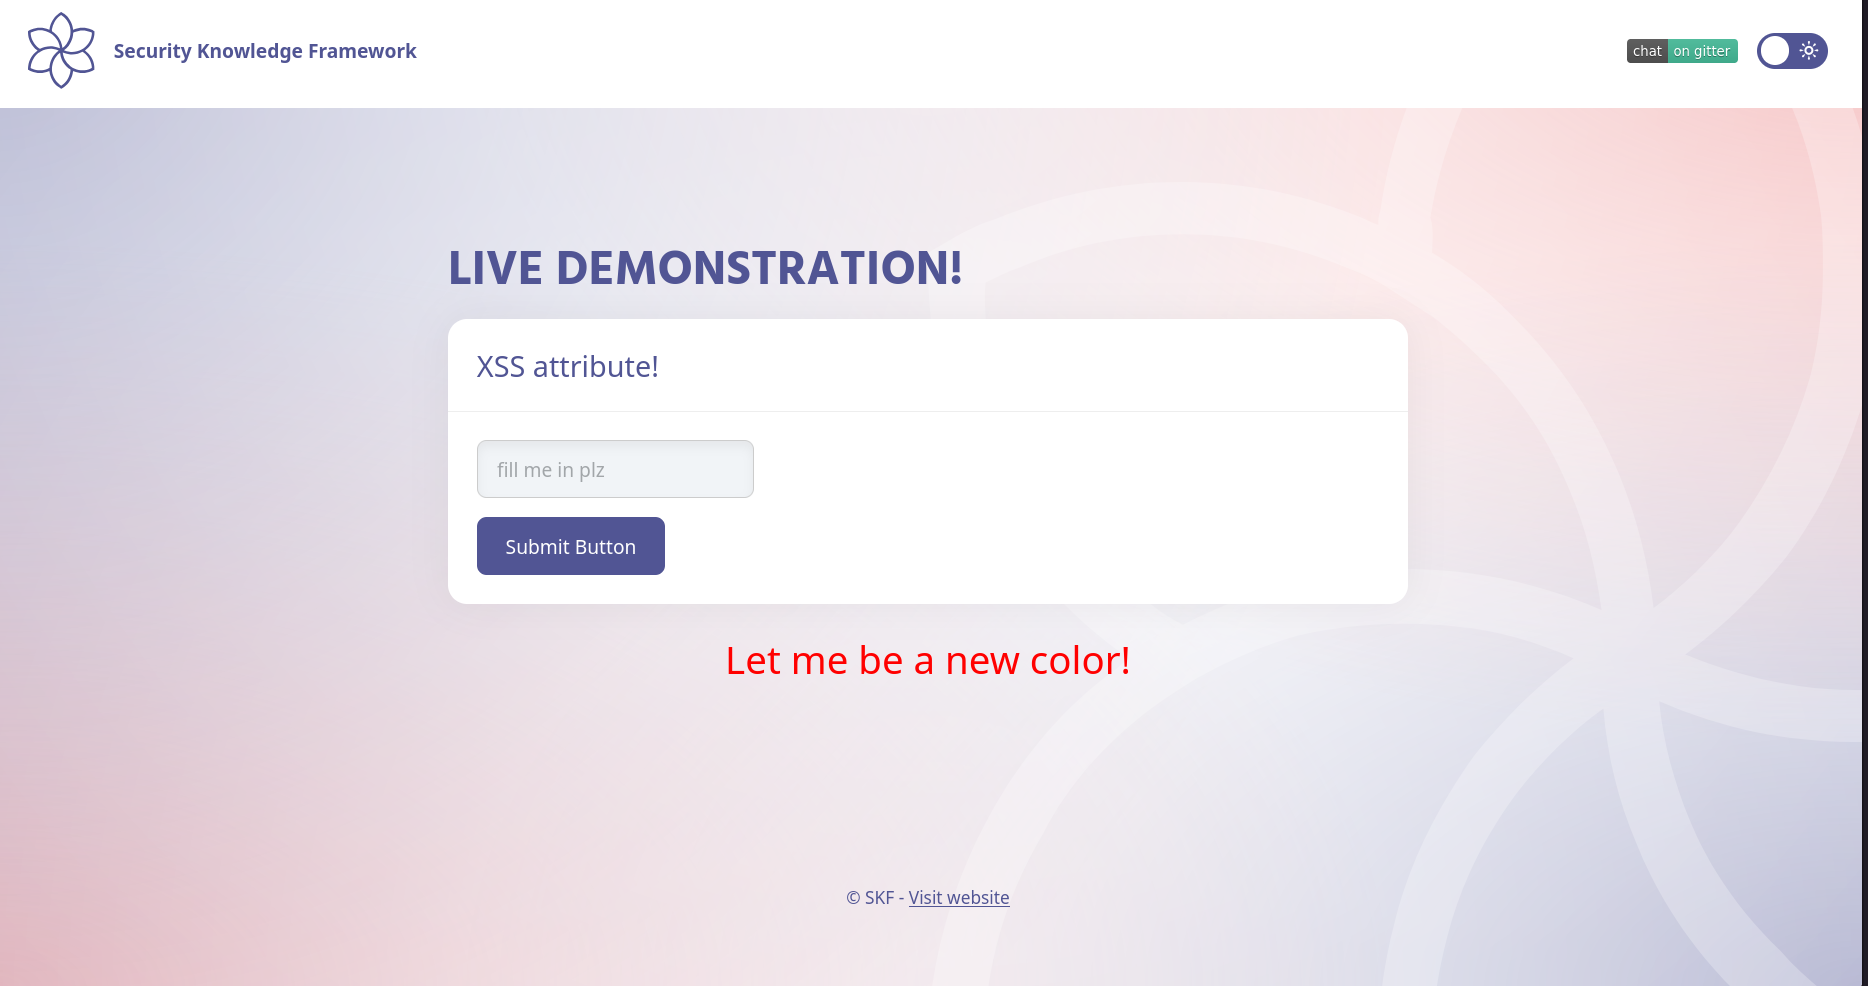 Security Knowledge Framework
chat on gitter
LIVE DEMONSTRATION!
XSS attribute!
fill me in plz
Submit Button
Let me be a new color!
© SKF - Visit website